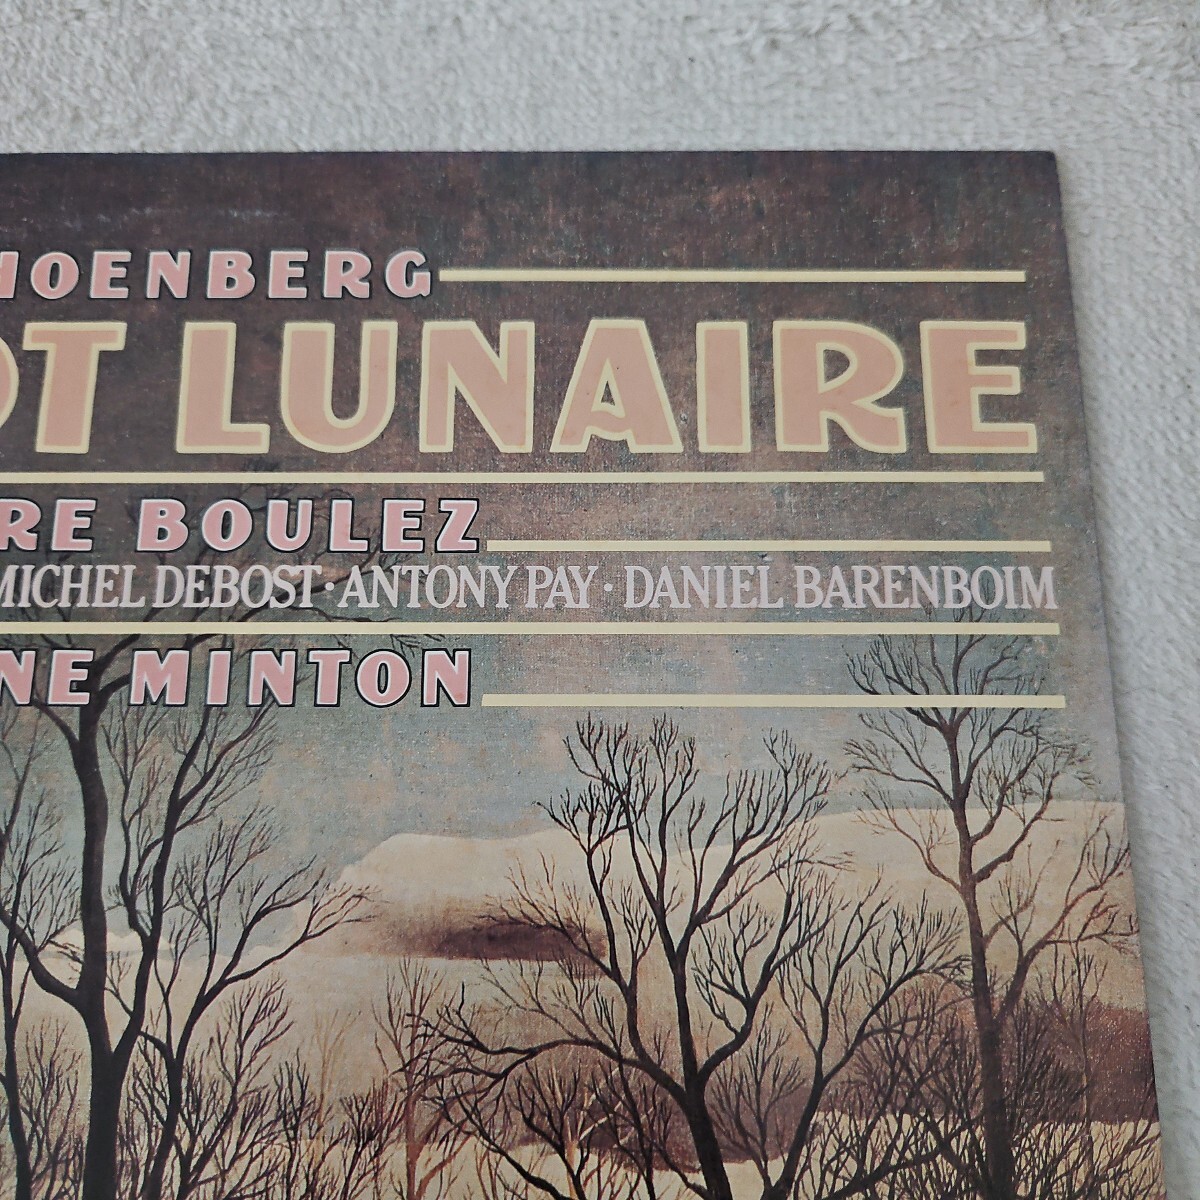 HOENBERG
OT LUNAIRE
RE BOULEZ
MICHEL DEBOST · ANTONY PAY · DANIEL BARENBOIM
NE MINTON